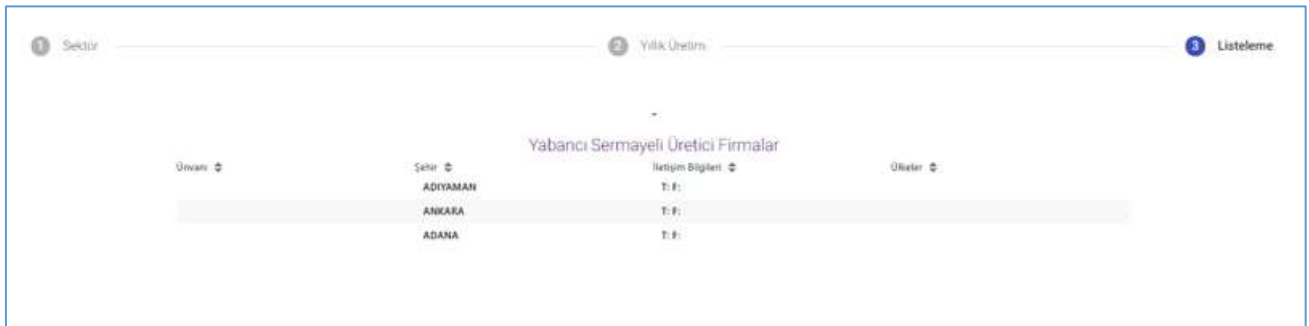 1 Sektör 2 Yıllık Üretim 3 Listeleme
Yabancı Sermayeli Üretici Firmalar
Ünvanı Şehir İletişim Bilgileri Ülkeler
ADIYAMAN T: F:
ANKARA T: F:
ADANA T: F: